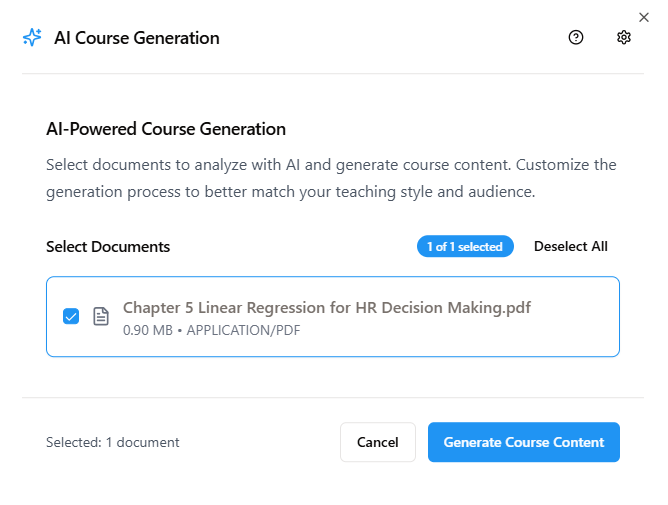 AI Course Generation
AI-Powered Course Generation
Select documents to analyze with AI and generate course content. Customize the
generation process to better match your teaching style and audience.
Select Documents
1 of 1 selected
Deselect All
Chapter 5 Linear Regression for HR Decision Making.pdf
0.90 MB • APPLICATION/PDF
Selected: 1 document
Cancel
Generate Course Content